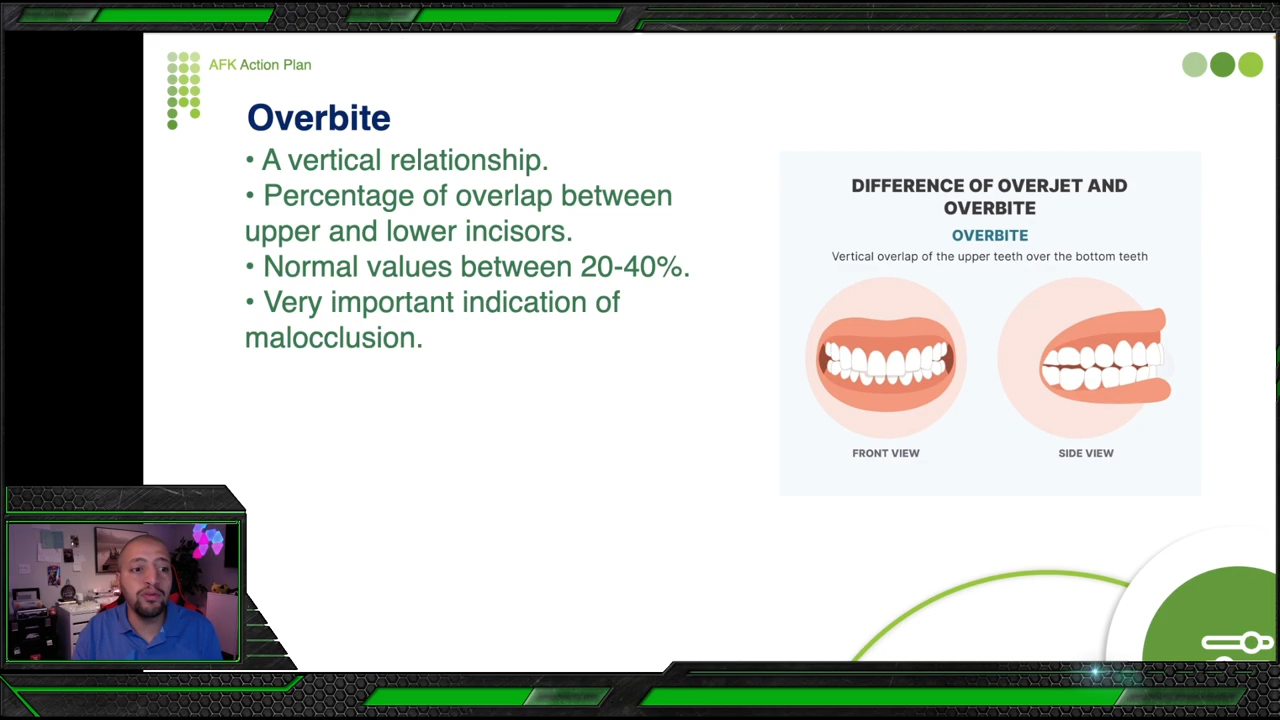 AFK Action Plan
Overbite
• A vertical relationship.
• Percentage of overlap between
upper and lower incisors.
• Normal values between 20-40%.
• Very important indication of
malocclusion.
DIFFERENCE OF OVERJET AND
OVERBITE
OVERBITE
Vertical overlap of the upper teeth over the bottom teeth
FRONT VIEW
SIDE VIEW